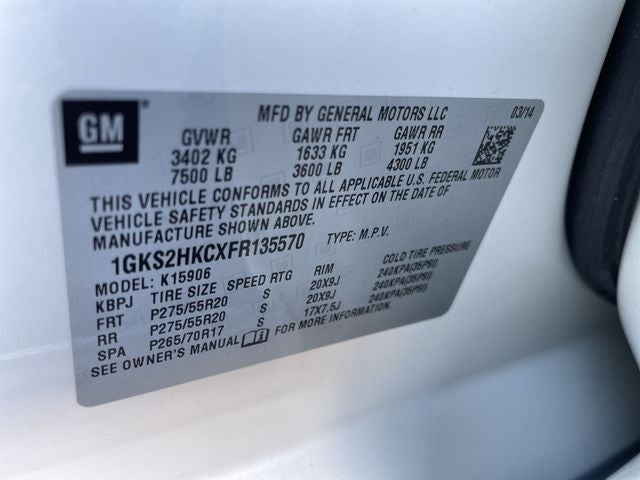 GM
MFD BY GENERAL MOTORS LLC 03/14
GVWR GAWR FRT GAWR RR
3402 KG 1633 KG 1951 KG
7500 LB 3600 LB 4300 LB
THIS VEHICLE CONFORMS TO ALL APPLICABLE U.S. FEDERAL MOTOR
VEHICLE SAFETY STANDARDS IN EFFECT ON THE DATE OF
MANUFACTURE SHOWN ABOVE.
1GKS2HKCXFR135570 TYPE: M.P.V.
MODEL: K15906
KBPJ TIRE SIZE SPEED RTG RIM COLD TIRE PRESSURE
FRT P275/55R20 S 20X9J 240KPA(35PSI)
RR P275/55R20 S 20X9J 240KPA(35PSI)
SPA P265/70R17 S 17X7.5J 240KPA(35PSI)
SEE OWNER'S MANUAL FOR MORE INFORMATION.